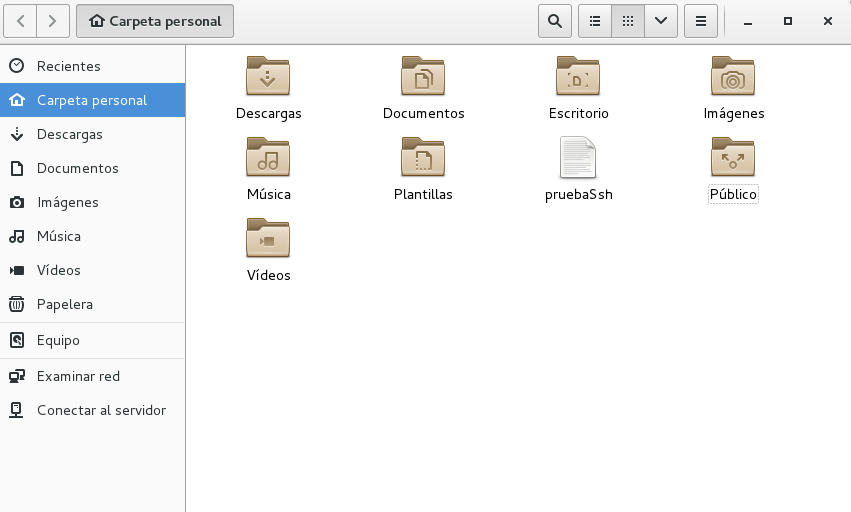 Carpeta personal
Recientes
Carpeta personal
Descargas
Documentos
Imágenes
Música
Vídeos
Papelera
Equipo
Examinar red
Conectar al servidor
Descargas
Documentos
Escritorio
Imágenes
Música
Plantillas
pruebaSsh
Público
Vídeos